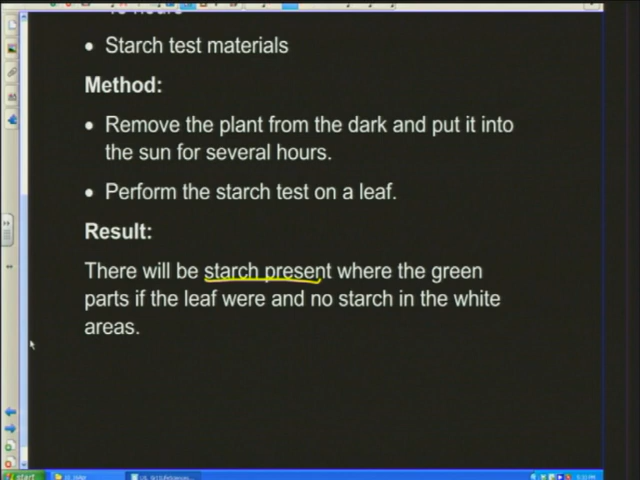 • Starch test materials
Method:
• Remove the plant from the dark and put it into
the sun for several hours.
• Perform the starch test on a leaf.
Result:
There will be starch present where the green
parts if the leaf were and no starch in the white
areas.
start